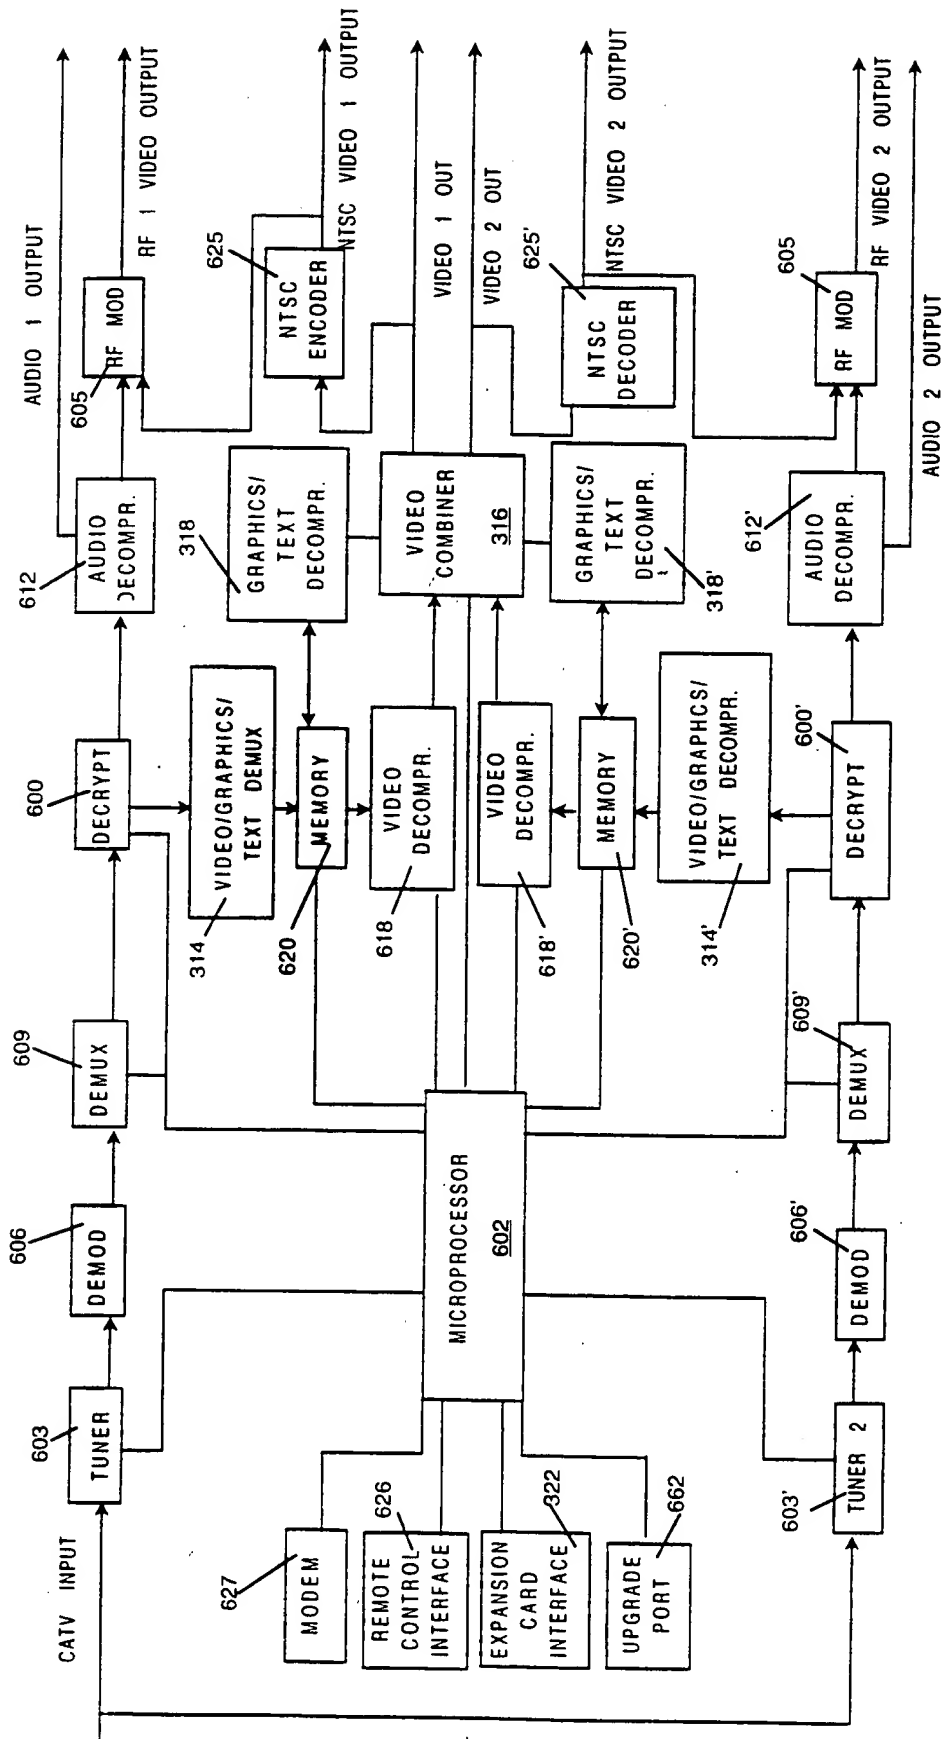 CATV INPUT
603
TUNER
606
DEMOD
609
DEMUX
600
DECRYPT
612
AUDIO
DECOMPR.
605
RF MOD
AUDIO 1 OUTPUT
RF 1 VIDEO OUTPUT
314
VIDEO/GRAPHICS/
TEXT DEMUX
318
GRAPHICS/
TEXT
DECOMPR.
625
NTSC
ENCODER
NTSC VIDEO 1 OUTPUT
620
MEMORY
618
VIDEO
DECOMPR.
VIDEO
COMBINER
316
VIDEO 1 OUT
VIDEO 2 OUT
627
MODEM
626
REMOTE
CONTROL
INTERFACE
322
EXPANSION
CARD
INTERFACE
662
UPGRADE
PORT
MICROPROCESSOR
602
618'
VIDEO
DECOMPR.
620'
MEMORY
318'
GRAPHICS/
TEXT
DECOMPR.
625'
NTSC
DECODER
NTSC VIDEO 2 OUTPUT
314'
VIDEO/GRAPHCS/
TEXT DECOMPR.
603'
TUNER 2
606'
DEMOD
609'
DEMUX
600'
DECRYPT
612'
AUDIO
DECOMPR.
605
RF MOD
RF VIDEO 2 OUTPUT
AUDIO 2 OUTPUT